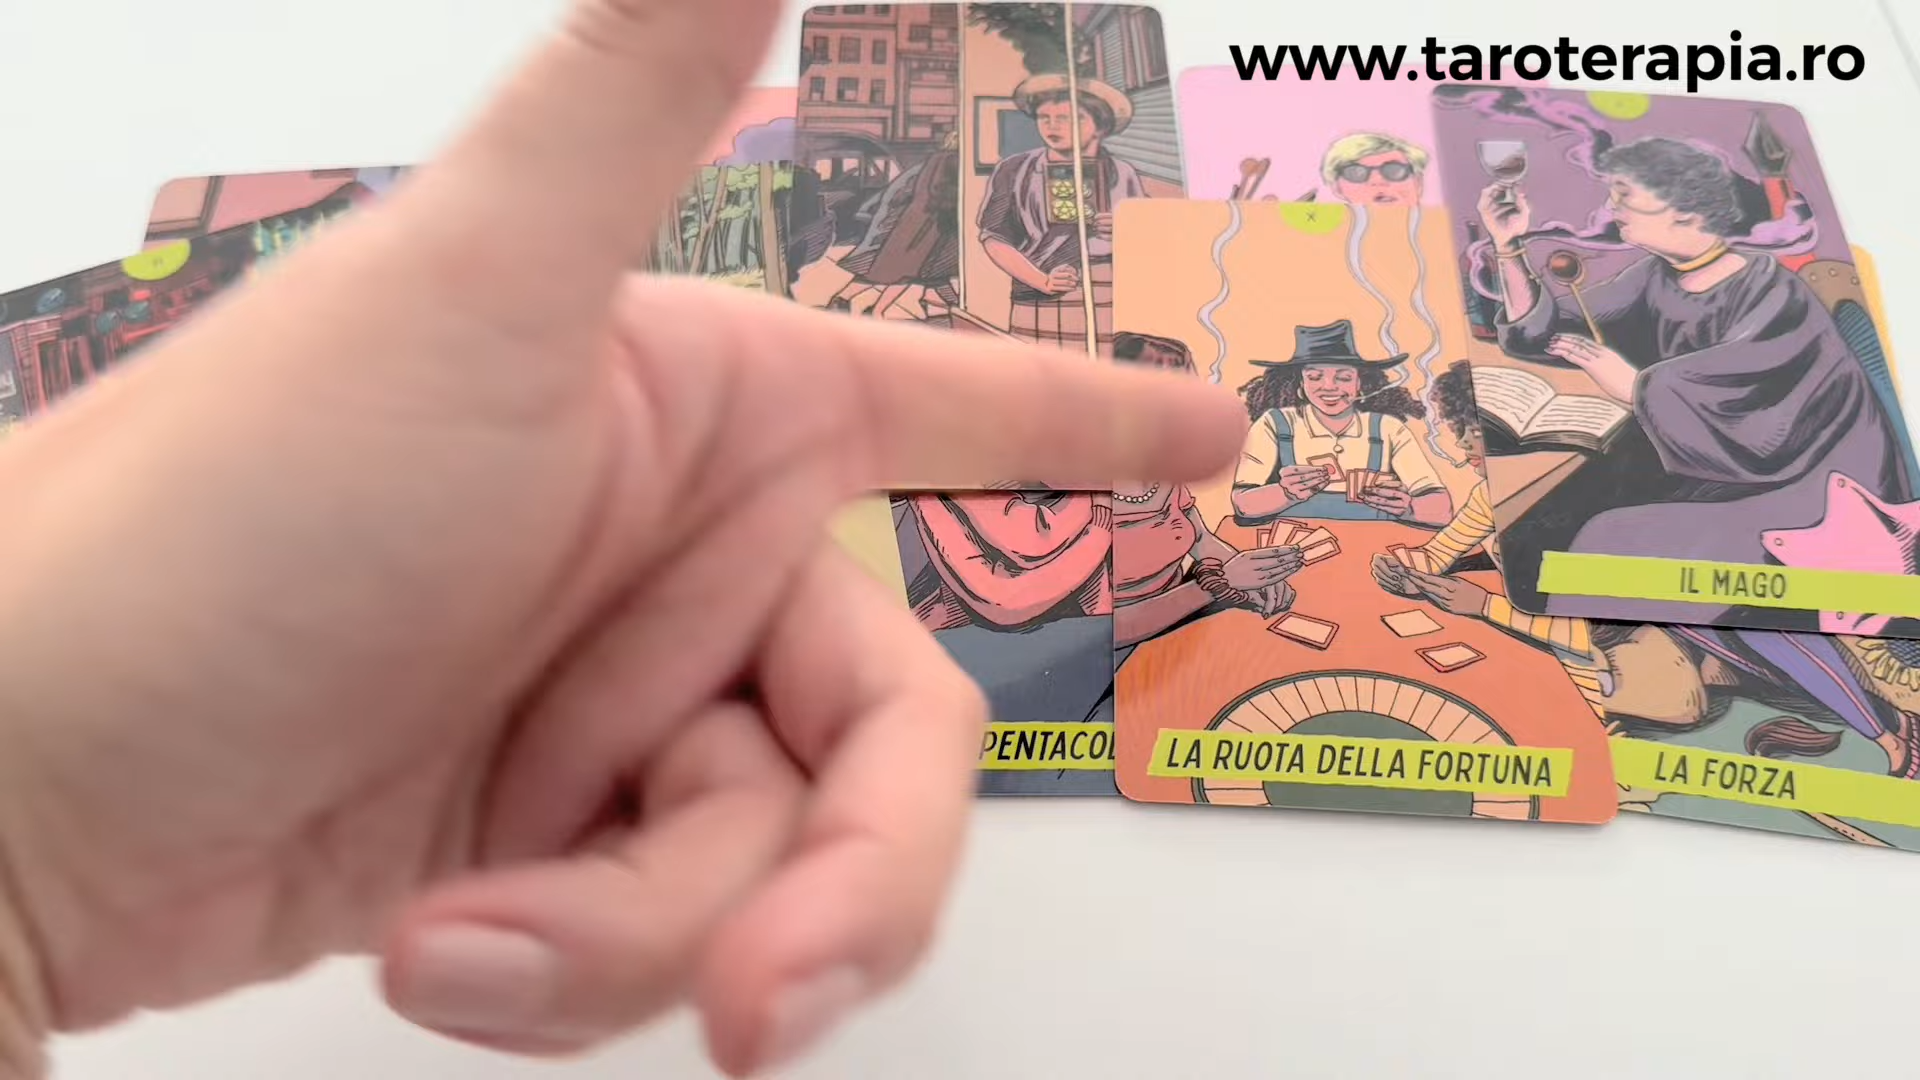 www.taroterapia.ro
X
IL MAGO
PENTACOL
LA RUOTA DELLA FORTUNA
LA FORZA